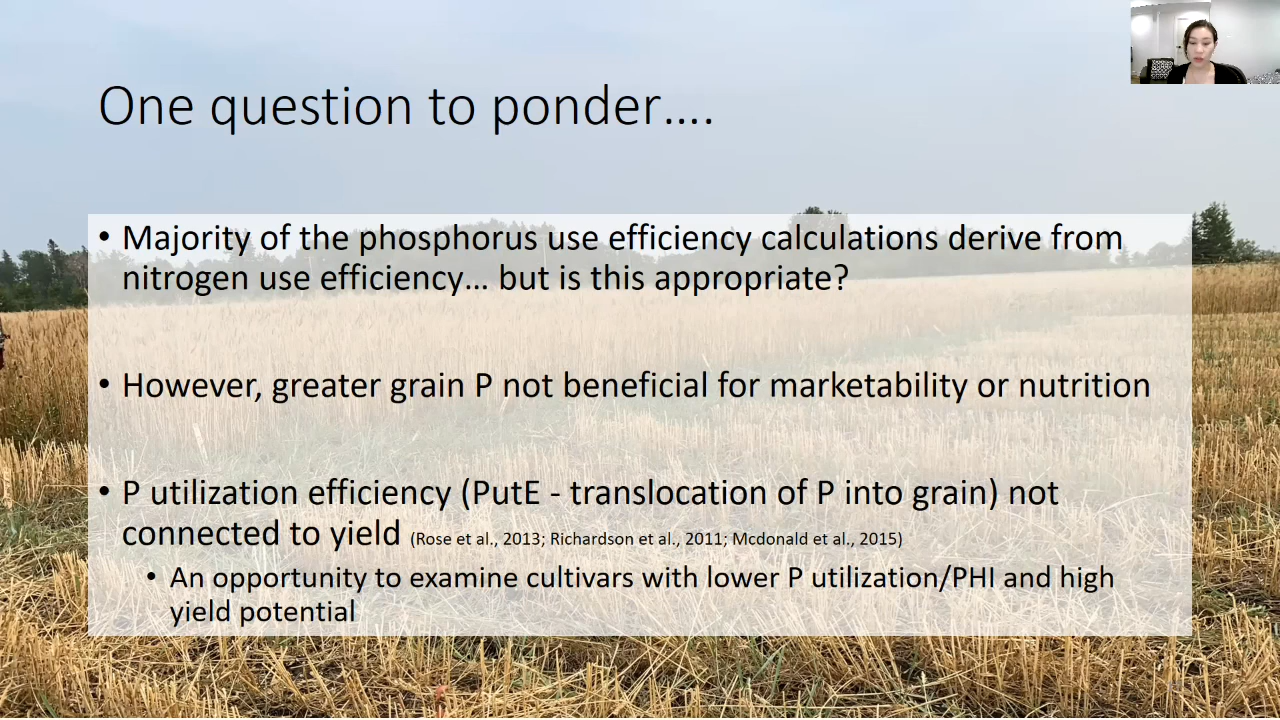 One question to ponder….
• Majority of the phosphorus use efficiency calculations derive from
nitrogen use efficiency… but is this appropriate?
• However, greater grain P not beneficial for marketability or nutrition
• P utilization efficiency (PutE - translocation of P into grain) not
connected to yield (Rose et al., 2013; Richardson et al., 2011; Mcdonald et al., 2015)
• An opportunity to examine cultivars with lower P utilization/PHI and high
yield potential